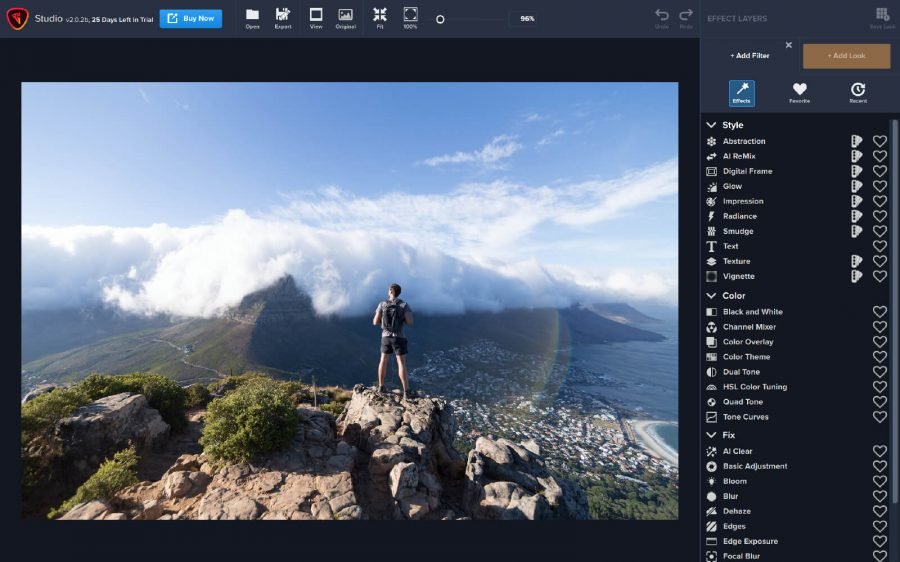 Studio v2.0.2b, 25 Days Left in Trial
Buy Now
Open
Export
View
Original
Fit
100%
96%
Undo
Redo
EFFECT LAYERS
Save Look
+ Add Filter
+ Add Look
Effects
Favorite
Recent
Style
Abstraction
AI ReMix
Digital Frame
Glow
Impression
Radiance
Smudge
Text
Texture
Vignette
Color
Black and White
Channel Mixer
Color Overlay
Color Theme
Dual Tone
HSL Color Tuning
Quad Tone
Tone Curves
Fix
AI Clear
Basic Adjustment
Bloom
Blur
Dehaze
Edges
Edge Exposure
Focal Blur